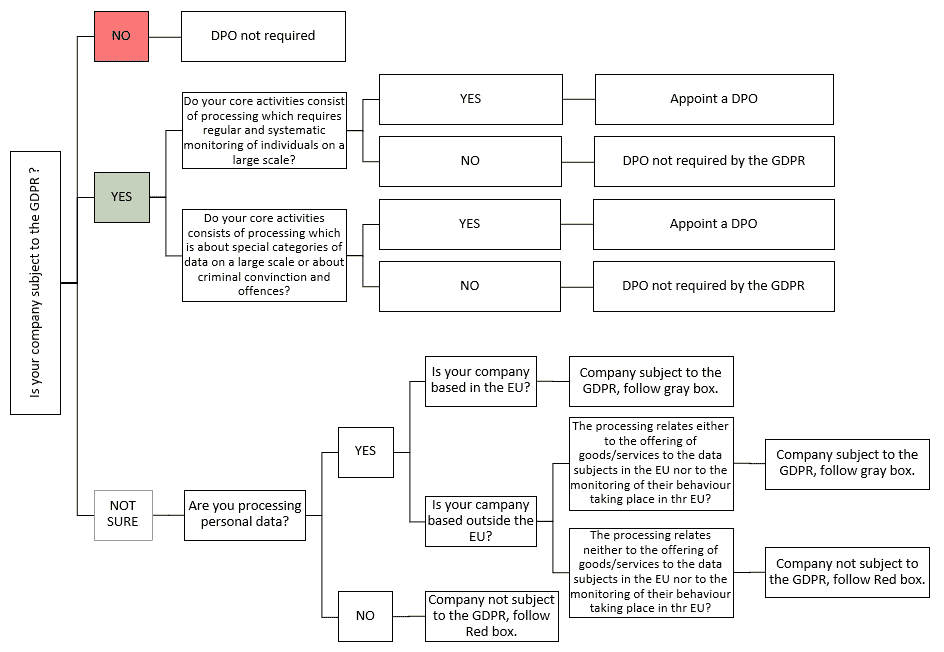 Is your company subject to the GDPR ?
NO
DPO not required
YES
Do your core activities consist
of processing which requires
regular and systematic
monitoring of individuals on a
large scale?
YES
Appoint a DPO
NO
DPO not required by the GDPR
Do your core activities
consists of processing which
is about special categories of
data on a large scale or about
criminal convinction and
offences?
YES
Appoint a DPO
NO
DPO not required by the GDPR
NOT
SURE
Are you processing
personal data?
YES
Is your company
based in the EU?
Company subject to the
GDPR, follow gray box.
Is your campany
based outside the
EU?
The processing relates either
to the offering of
goods/services to the data
subjects in the EU nor to the
monitoring of their behaviour
taking place in thr EU?
Company subject to the
GDPR, follow gray box.
The processing relates
neither to the offering of
goods/services to the data
subjects in the EU nor to the
monitoring of their behaviour
taking place in thr EU?
Company not subject to
the GDPR, follow Red box.
NO
Company not subject
to the GDPR, follow
Red box.